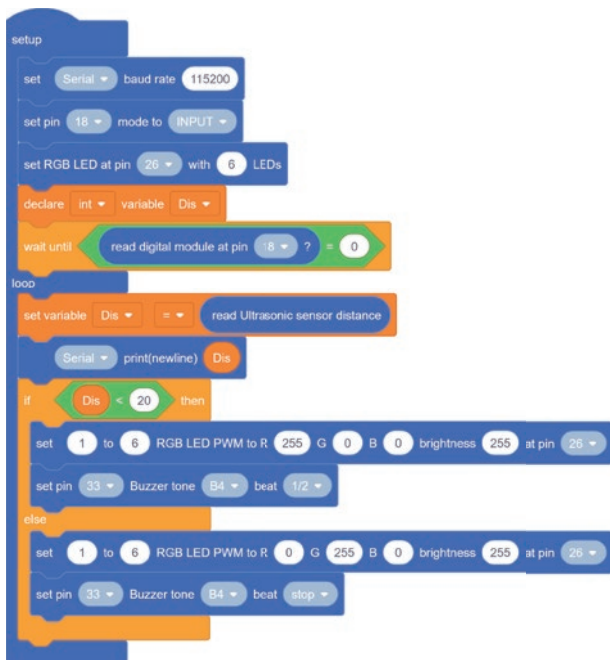 setup
set Serial baud rate 115200
set pin 18 mode to INPUT
set RGB LED at pin 26 with 6 LEDs
declare int variable Dis
wait until read digital module at pin 18 ? = 0
loop
set variable Dis = read Ultrasonic sensor distance
Serial print(newline) Dis
if Dis < 20 then
set 1 to 6 RGB LED PWM to R 255 G 0 B 0 brightness 255 at pin 26
set pin 33 Buzzer tone B4 beat 1/2
else
set 1 to 6 RGB LED PWM to R 0 G 255 B 0 brightness 255 at pin 26
set pin 33 Buzzer tone B4 beat stop